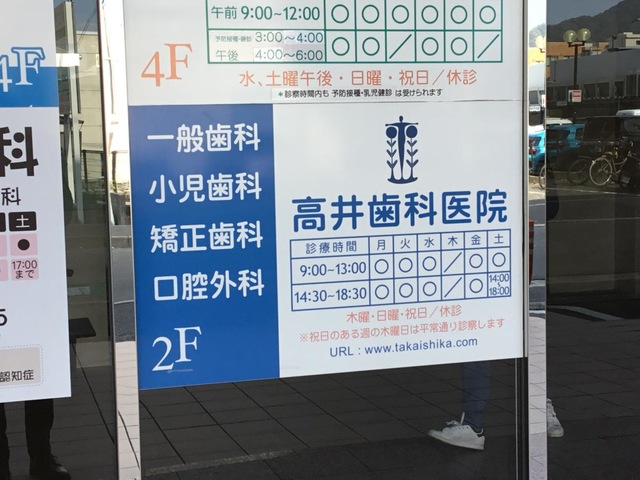 午前 9:00~12:00 ○ ○ ○ ○ ○ ○
予防接種・健診 3:00~4:00
午後 4:00~6:00 ○ ○ / ○ ○ /
4F
水、土曜午後・日曜・祝日/休診
*診察時間内も 予防接種・乳児健診 は受けられます
一般歯科
小児歯科
矯正歯科
口腔外科
2F
高井歯科医院
診療時間 月 火 水 木 金 土
9:00~13:00 ○ ○ ○ / ○ ○
14:30~18:30 ○ ○ ○ / ○ 14:00~18:00
木曜・日曜・祝日/休診
※祝日のある週の木曜日は平常通り診察します
URL : www.takaishika.com
4F
科
科
土
●
17:00まで
5
認知症